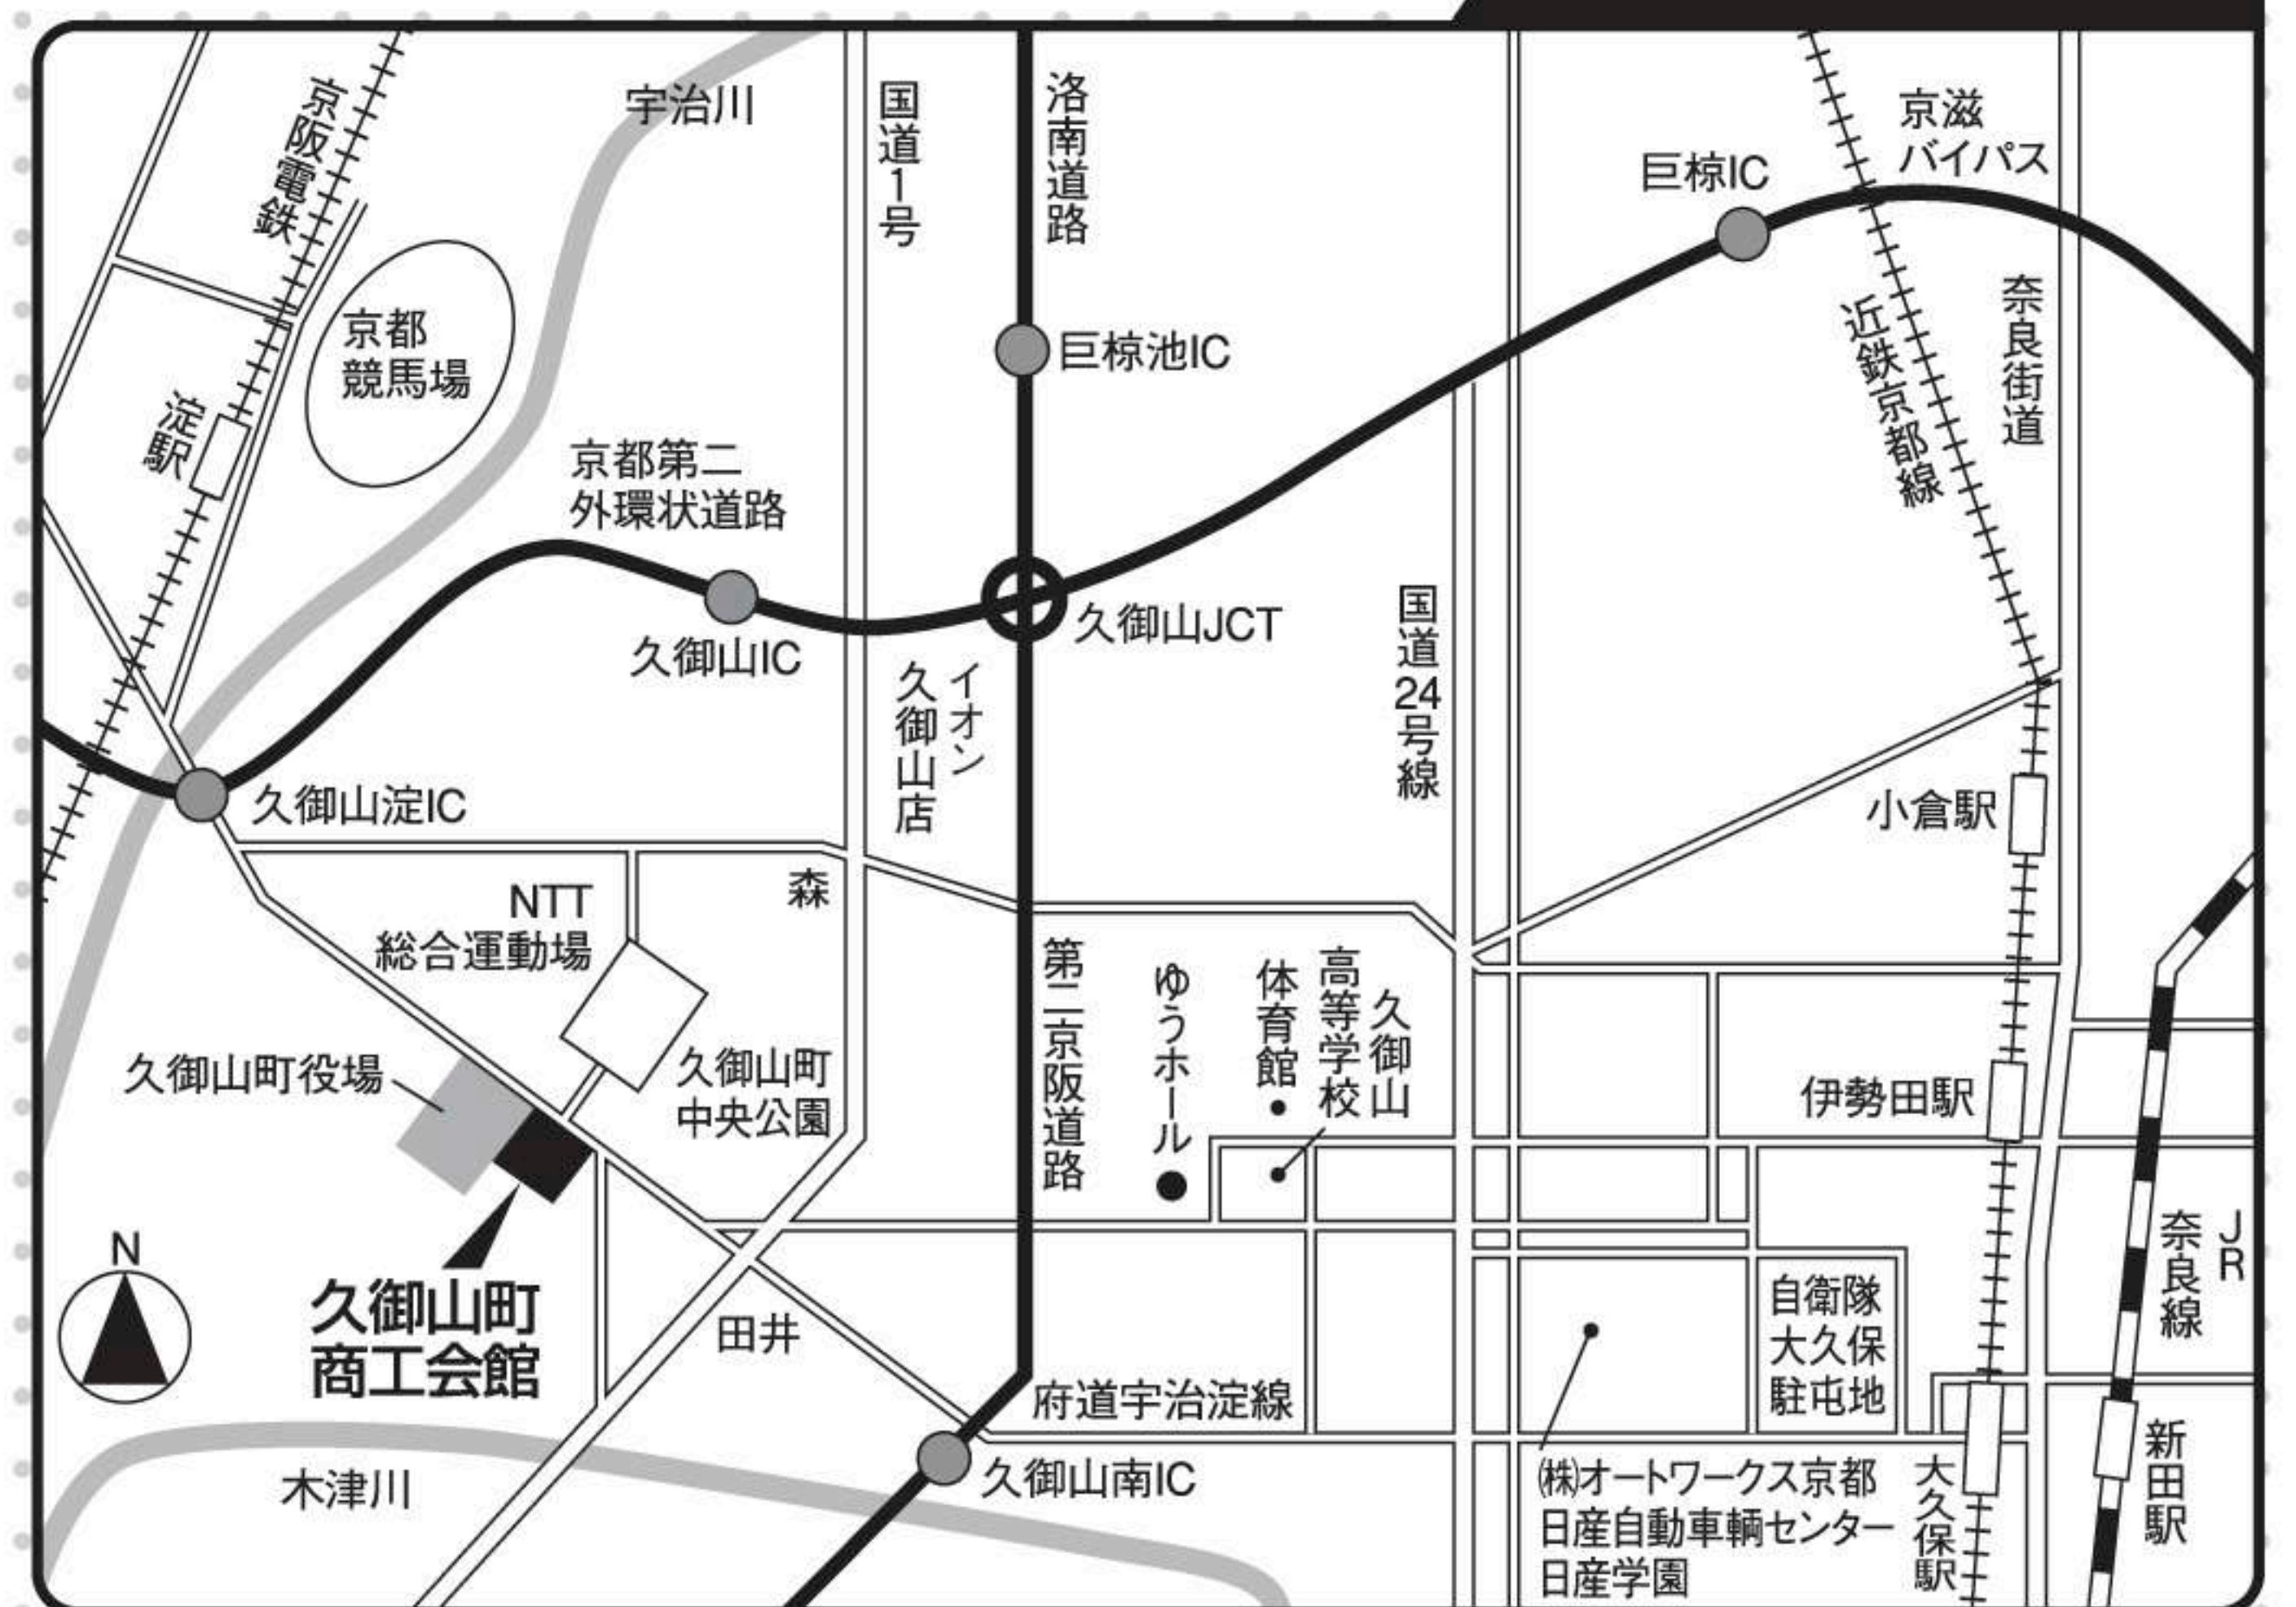 京阪電鉄
宇治川
国道1号
洛南道路
京滋
バイパス
巨椋IC
奈良街道
近鉄京都線
京都
競馬場
巨椋池IC
淀駅
京都第二
外環状道路
久御山IC
久御山JCT
国道24号線
イオン
久御山店
久御山淀IC
小倉駅
森
NTT
総合運動場
第二京阪道路
ゆうホール
体育館
久御山
高等学校
久御山町役場
久御山町
中央公園
伊勢田駅
N
久御山町
商工会館
田井
JR
奈良線
自衛隊
大久保
駐屯地
府道宇治淀線
木津川
久御山南IC
㈱オートワークス京都
日産自動車輌センター
日産学園
大久保駅
新田駅